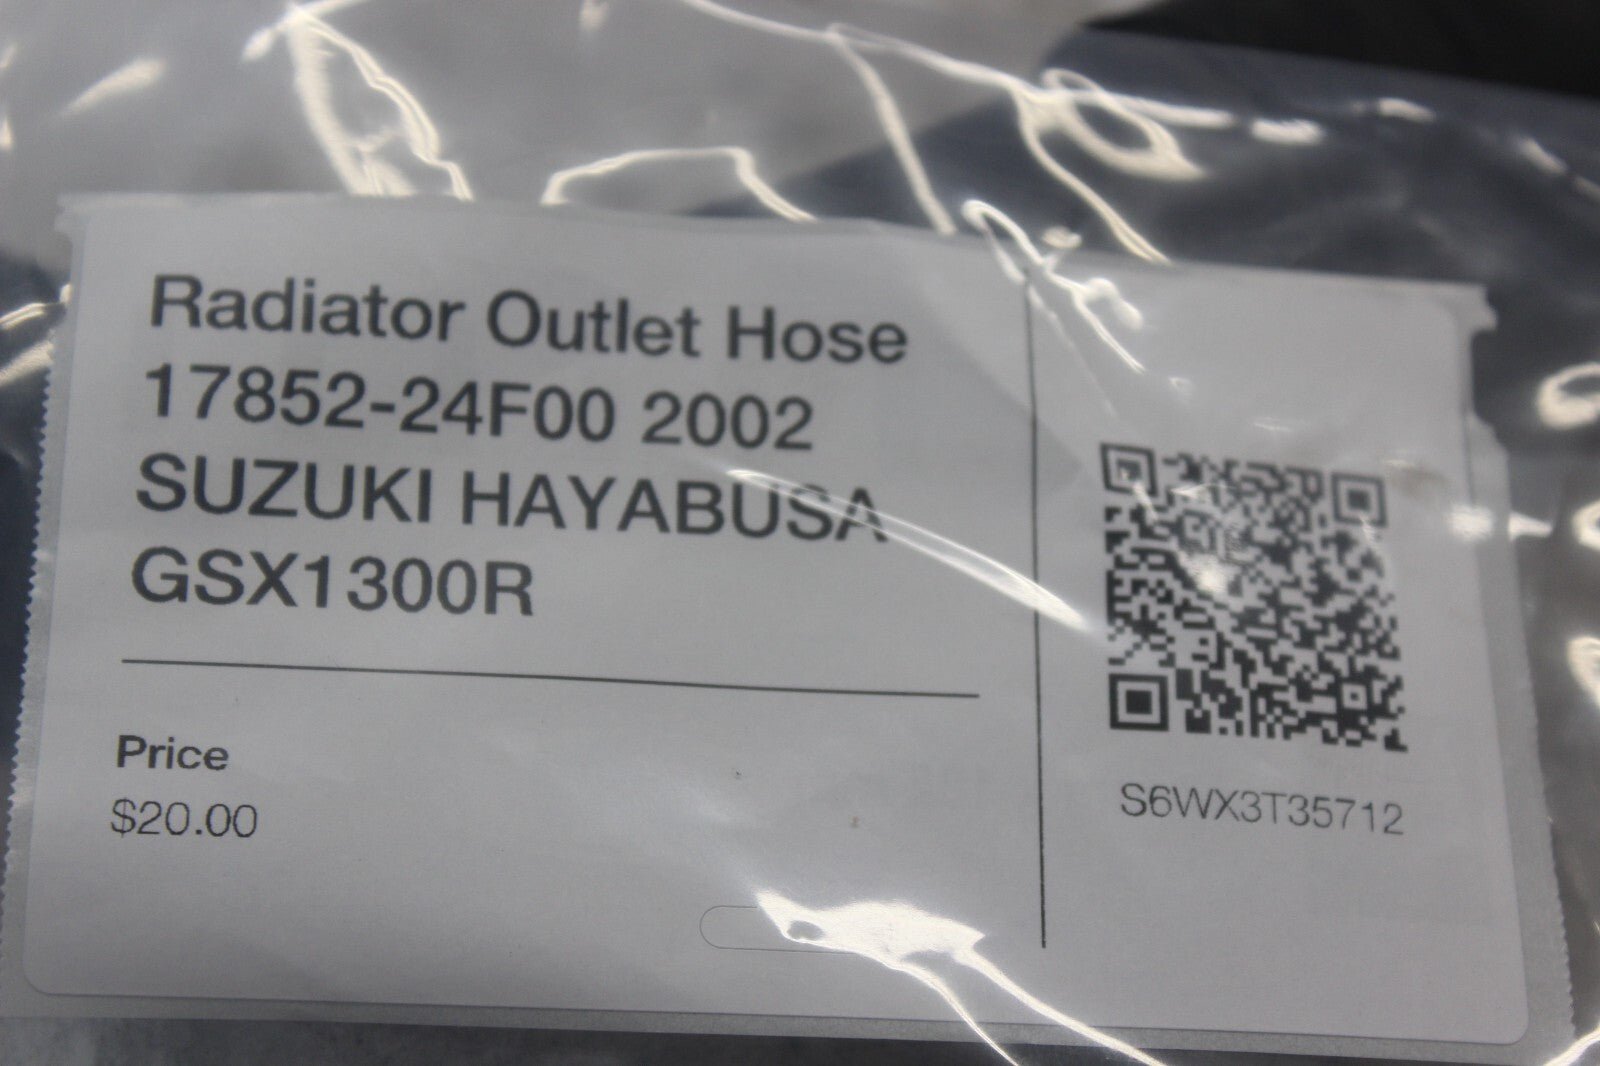 Radiator Outlet Hose
17852-24F00 2002
SUZUKI HAYABUSA
GSX1300R
Price
$20.00
S6WX3T35712